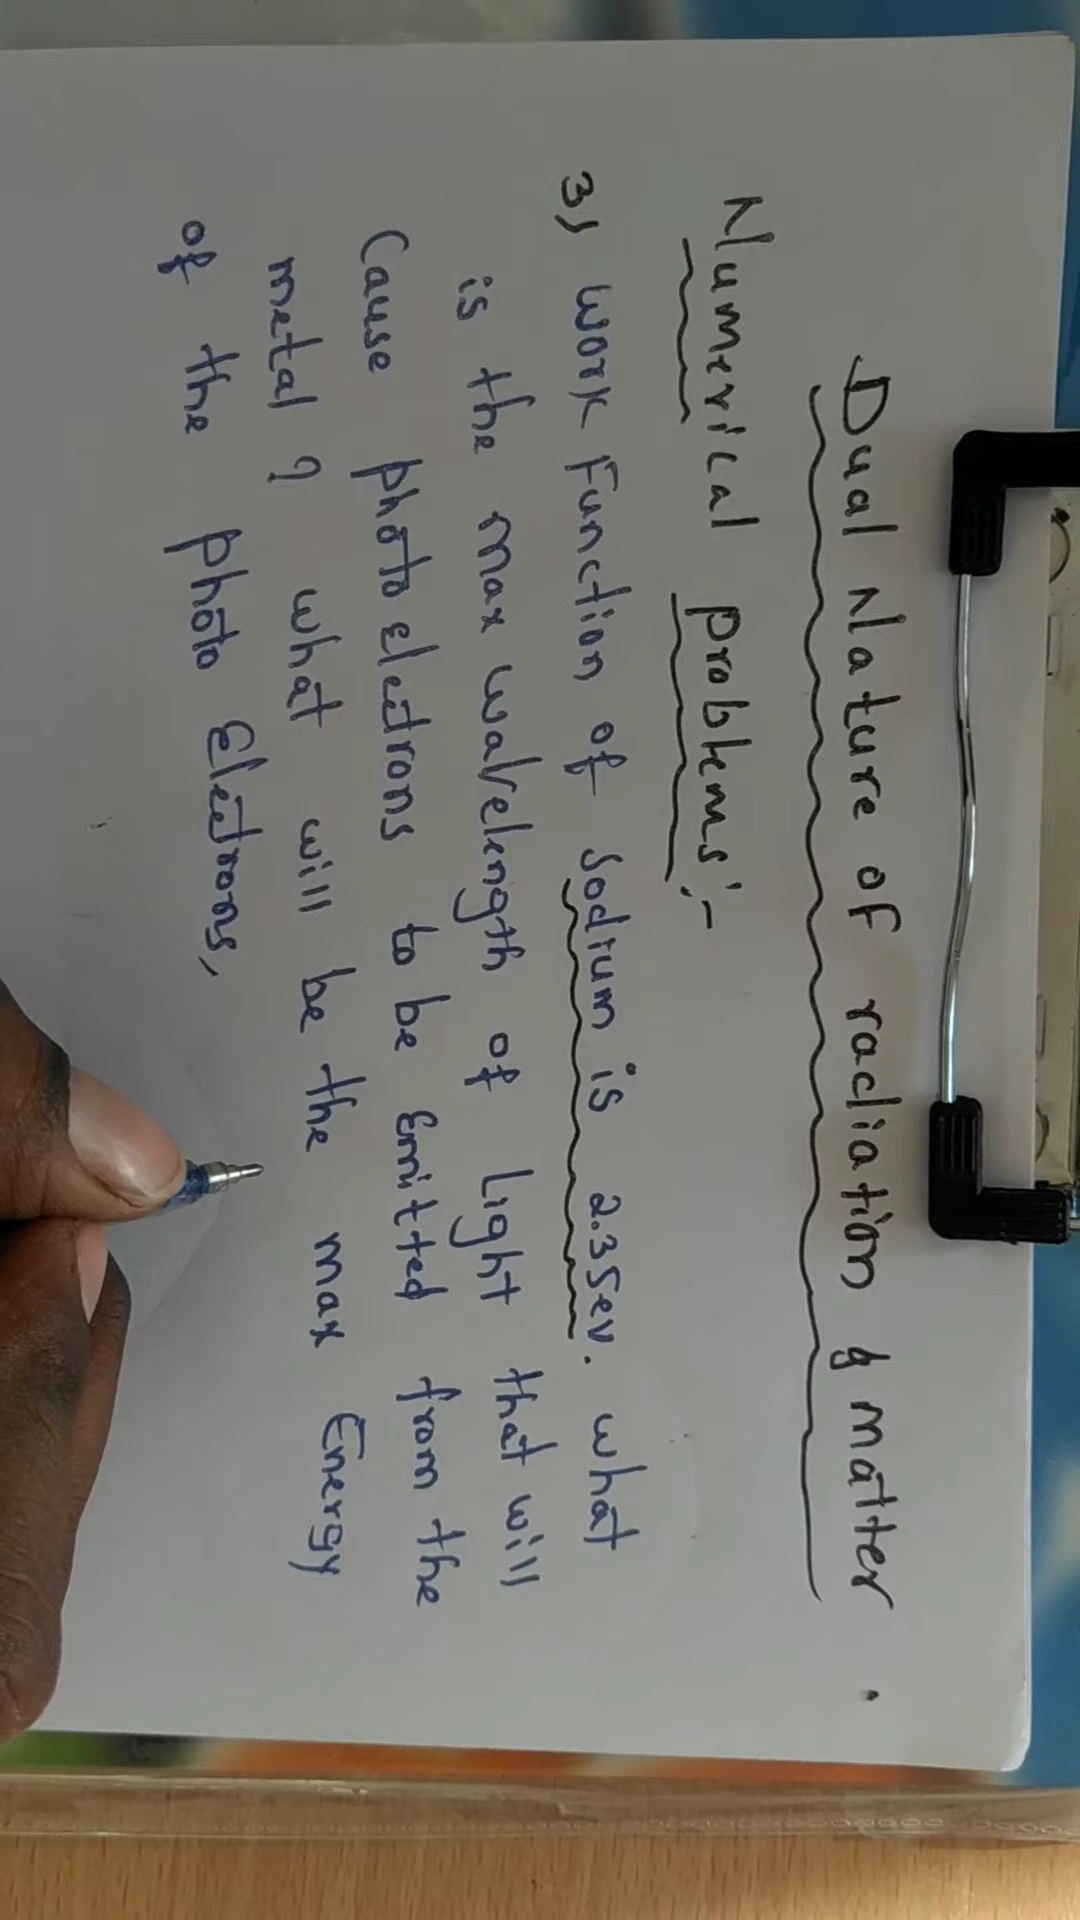 Dual Nature of radiation & matter.
Numerical problems:-
3) Work Function of Sodium is 2.35ev. what
is the max wavelength of Light that will
Cause photo electrons to be Emitted from the
metal? what will be the max Energy
of the photo Electrons,